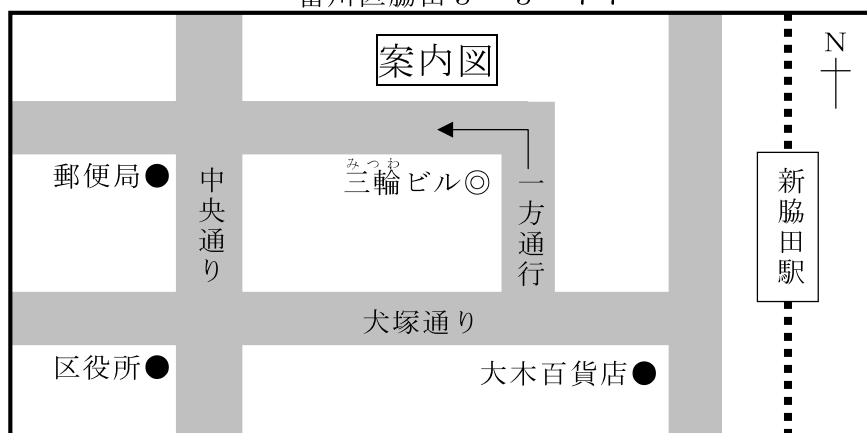 案内図
N
郵便局
中央通り
みつわ
三輪ビル
一方通行
新脇田駅
犬塚通り
区役所
大木百貨店